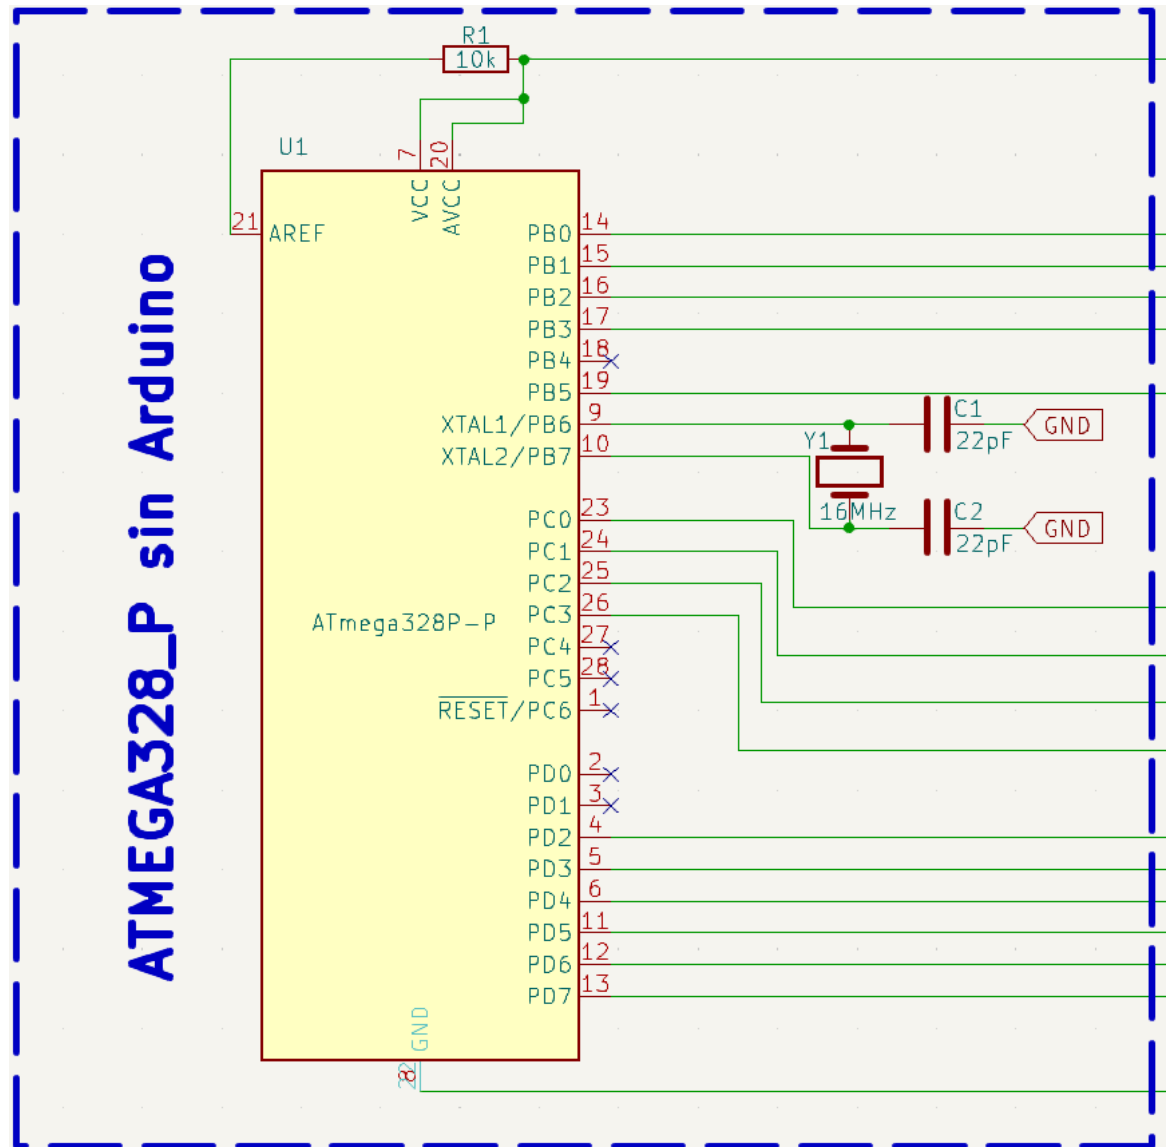 R1
10k
U1
7
20
VCC
AVCC
21
AREF
ATMEGA328_P sin Arduino
ATmega328P-P
PB0 14
PB1 15
PB2 16
PB3 17
PB4 18
PB5 19
XTAL1/PB6 9
XTAL2/PB7 10
C1
22pF
GND
Y1
16MHz
C2
22pF
GND
PC0 23
PC1 24
PC2 25
PC3 26
PC4 27
PC5 28
RESET/PC6 1
PD0 2
PD1 3
PD2 4
PD3 5
PD4 6
PD5 11
PD6 12
PD7 13
GND
8